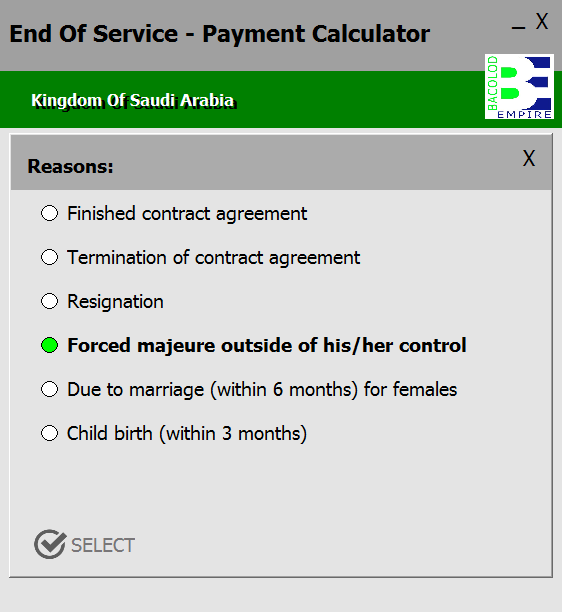 End Of Service - Payment Calculator
_ X
BACOLOD
BE
EMPIRE
Kingdom Of Saudi Arabia
Reasons:
X
Finished contract agreement
Termination of contract agreement
Resignation
Forced majeure outside of his/her control
Due to marriage (within 6 months) for females
Child birth (within 3 months)
SELECT